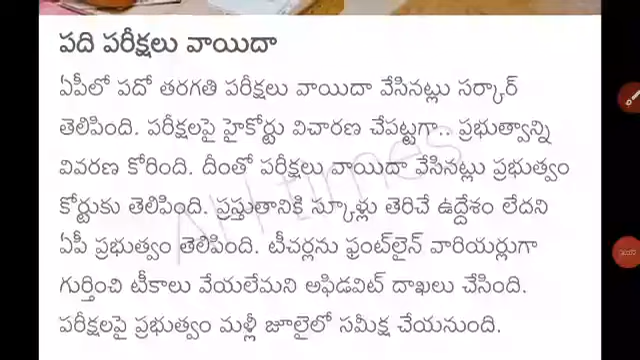 పది పరీక్షలు వాయిదా
ఏపీలో పదో తరగతి పరీక్షలు వాయిదా వేసినట్లు సర్కార్
తెలిపింది. పరీక్షలపై హైకోర్టు విచారణ చేపట్టగా.. ప్రభుత్వాన్ని
వివరణ కోరింది. దీంతో పరీక్షలు వాయిదా వేసినట్లు ప్రభుత్వం
కోర్టుకు తెలిపింది. ప్రస్తుతానికి స్కూళ్లు తెరిచే ఉద్దేశం లేదని
ఏపీ ప్రభుత్వం తెలిపింది. టీచర్లను ఫ్రంట్‌లైన్ వారియర్లుగా
గుర్తించి టీకాలు వేయలేమని అఫిడవిట్ దాఖలు చేసింది.
పరీక్షలపై ప్రభుత్వం మళ్లీ జూలైలో సమీక్ష చేయనుంది.